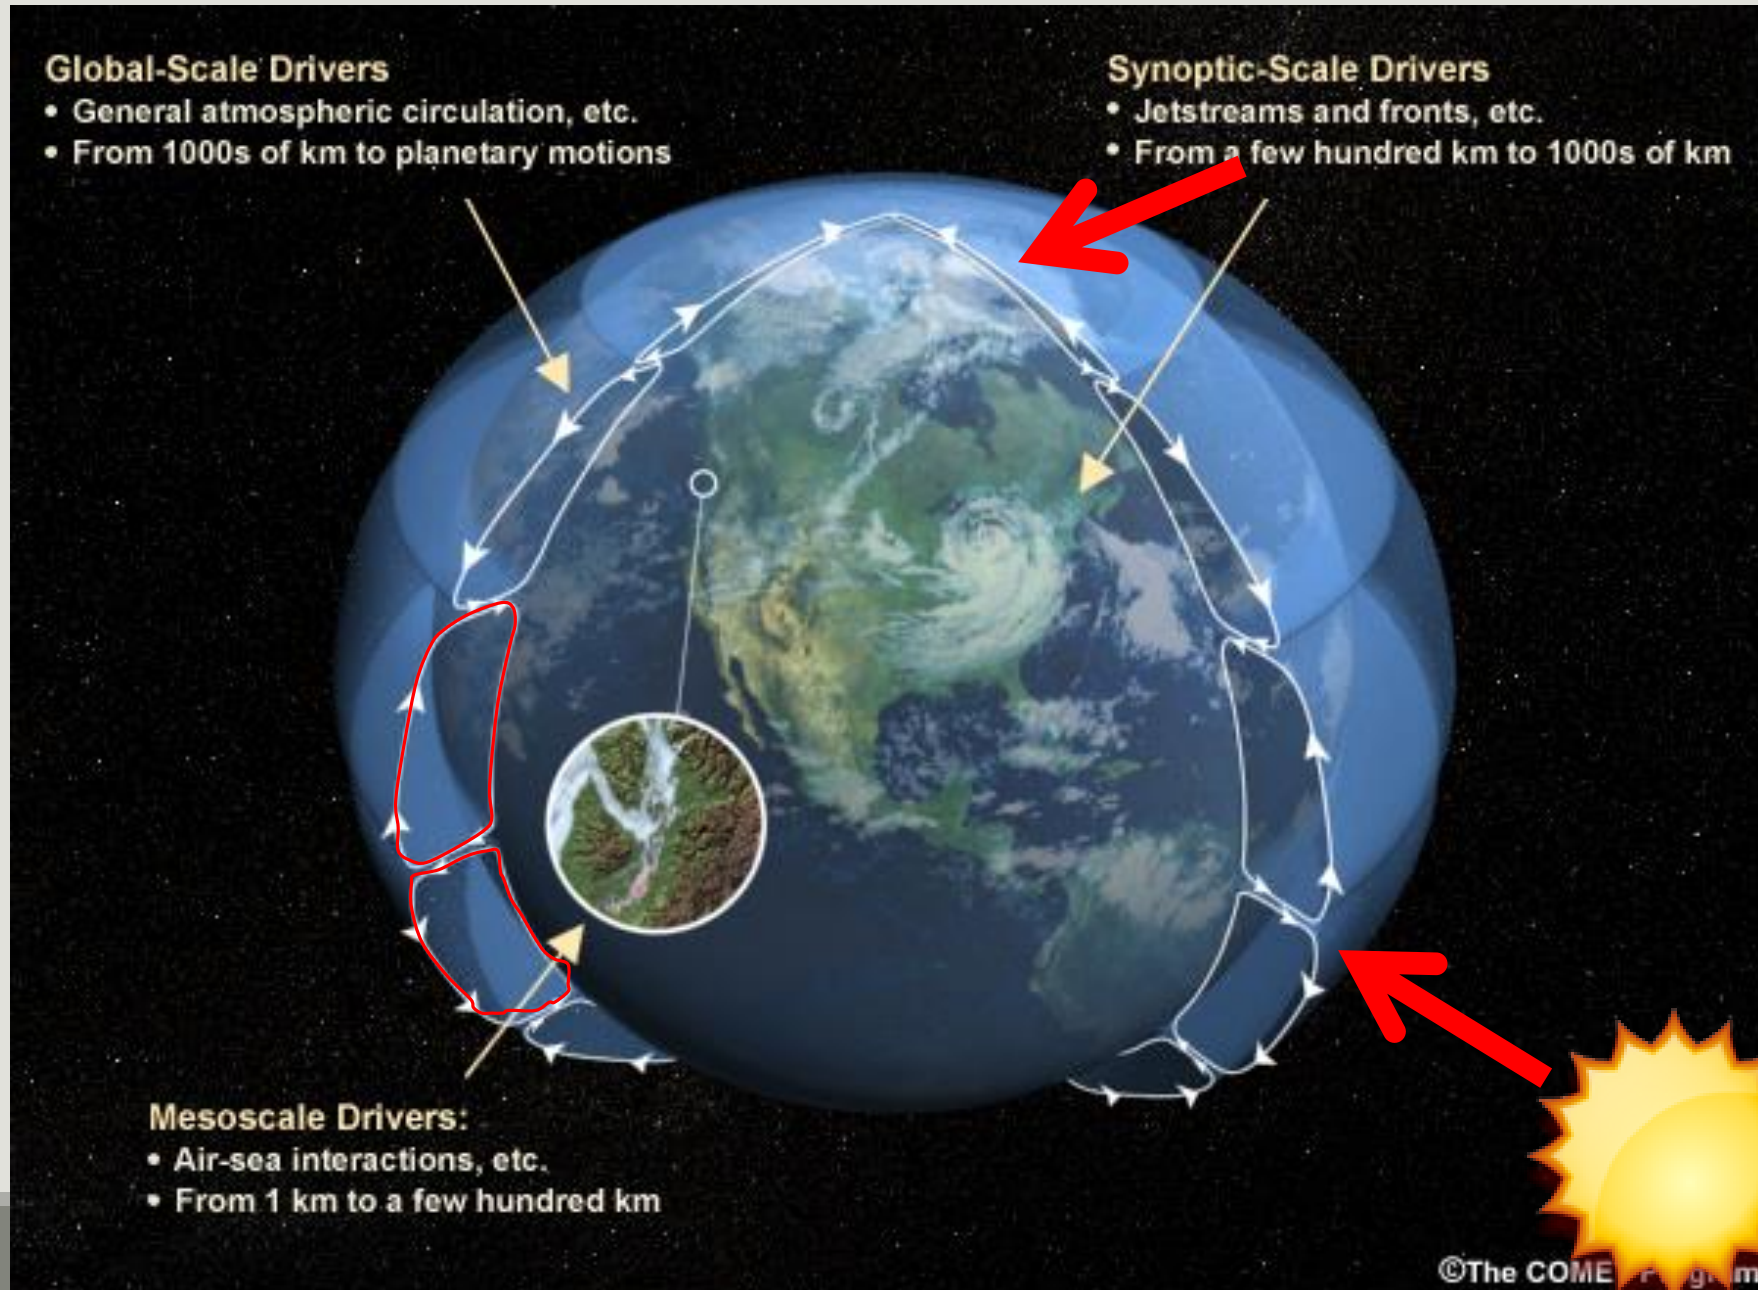 Global-Scale Drivers
• General atmospheric circulation, etc.
• From 1000s of km to planetary motions
Synoptic-Scale Drivers
• Jetstreams and fronts, etc.
• From a few hundred km to 1000s of km
Mesoscale Drivers:
• Air-sea interactions, etc.
• From 1 km to a few hundred km
©The